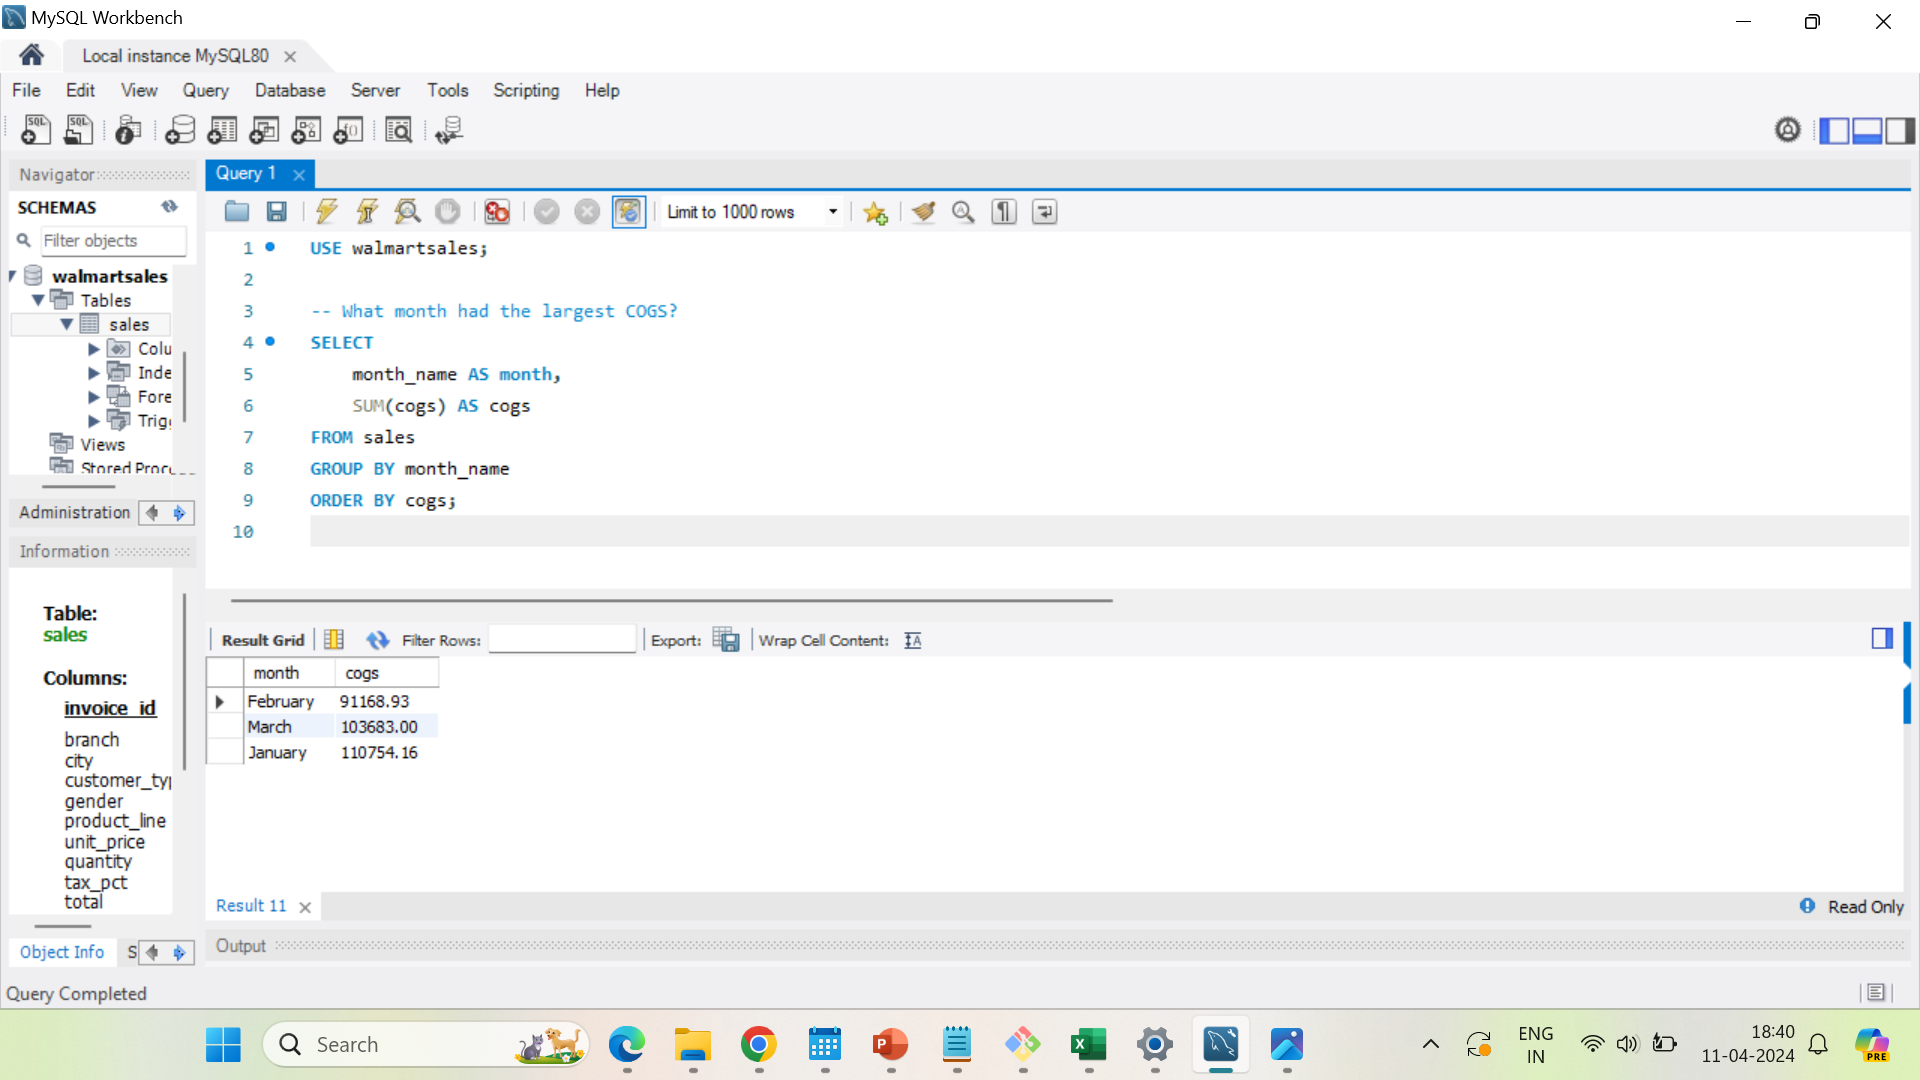 MySQL Workbench
Local instance MySQL80
File Edit View Query Database Server Tools Scripting Help
SQL SQL
Navigator
SCHEMAS
Filter objects
walmartsales
Tables
sales
Colu
Inde
Fore
Trig
Views
Stored Proc
Administration
Information
Table:
sales
Columns:
invoice_id
branch
city
customer_typ
gender
product_line
unit_price
quantity
tax_pct
total
Object Info S
Query 1
Limit to 1000 rows
1 USE walmartsales;
2
3 -- What month had the largest COGS?
4 SELECT
5 month_name AS month,
6 SUM(cogs) AS cogs
7 FROM sales
8 GROUP BY month_name
9 ORDER BY cogs;
10
Result Grid Filter Rows: Export: Wrap Cell Content:
month cogs
February 91168.93
March 103683.00
January 110754.16
Result 11 Read Only
Output
Query Completed
Search
ENG
IN
18:40
11-04-2024
PRE